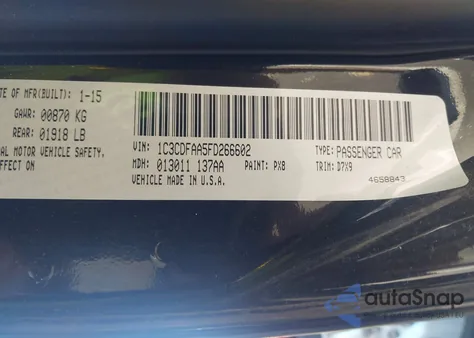 TE OF MFR(BUILT): 1-15
GAWR: 00870 KG
REAR: 01918 LB
AL MOTOR VEHICLE SAFETY,
EFFECT ON
VIN: 1C3CDFAA5FD266602
TYPE: PASSENGER CAR
MDH: 013011 137AA
PAINT: PX8
TRIM: D7X9
VEHICLE MADE IN U.S.A.
4658843
autoSnap